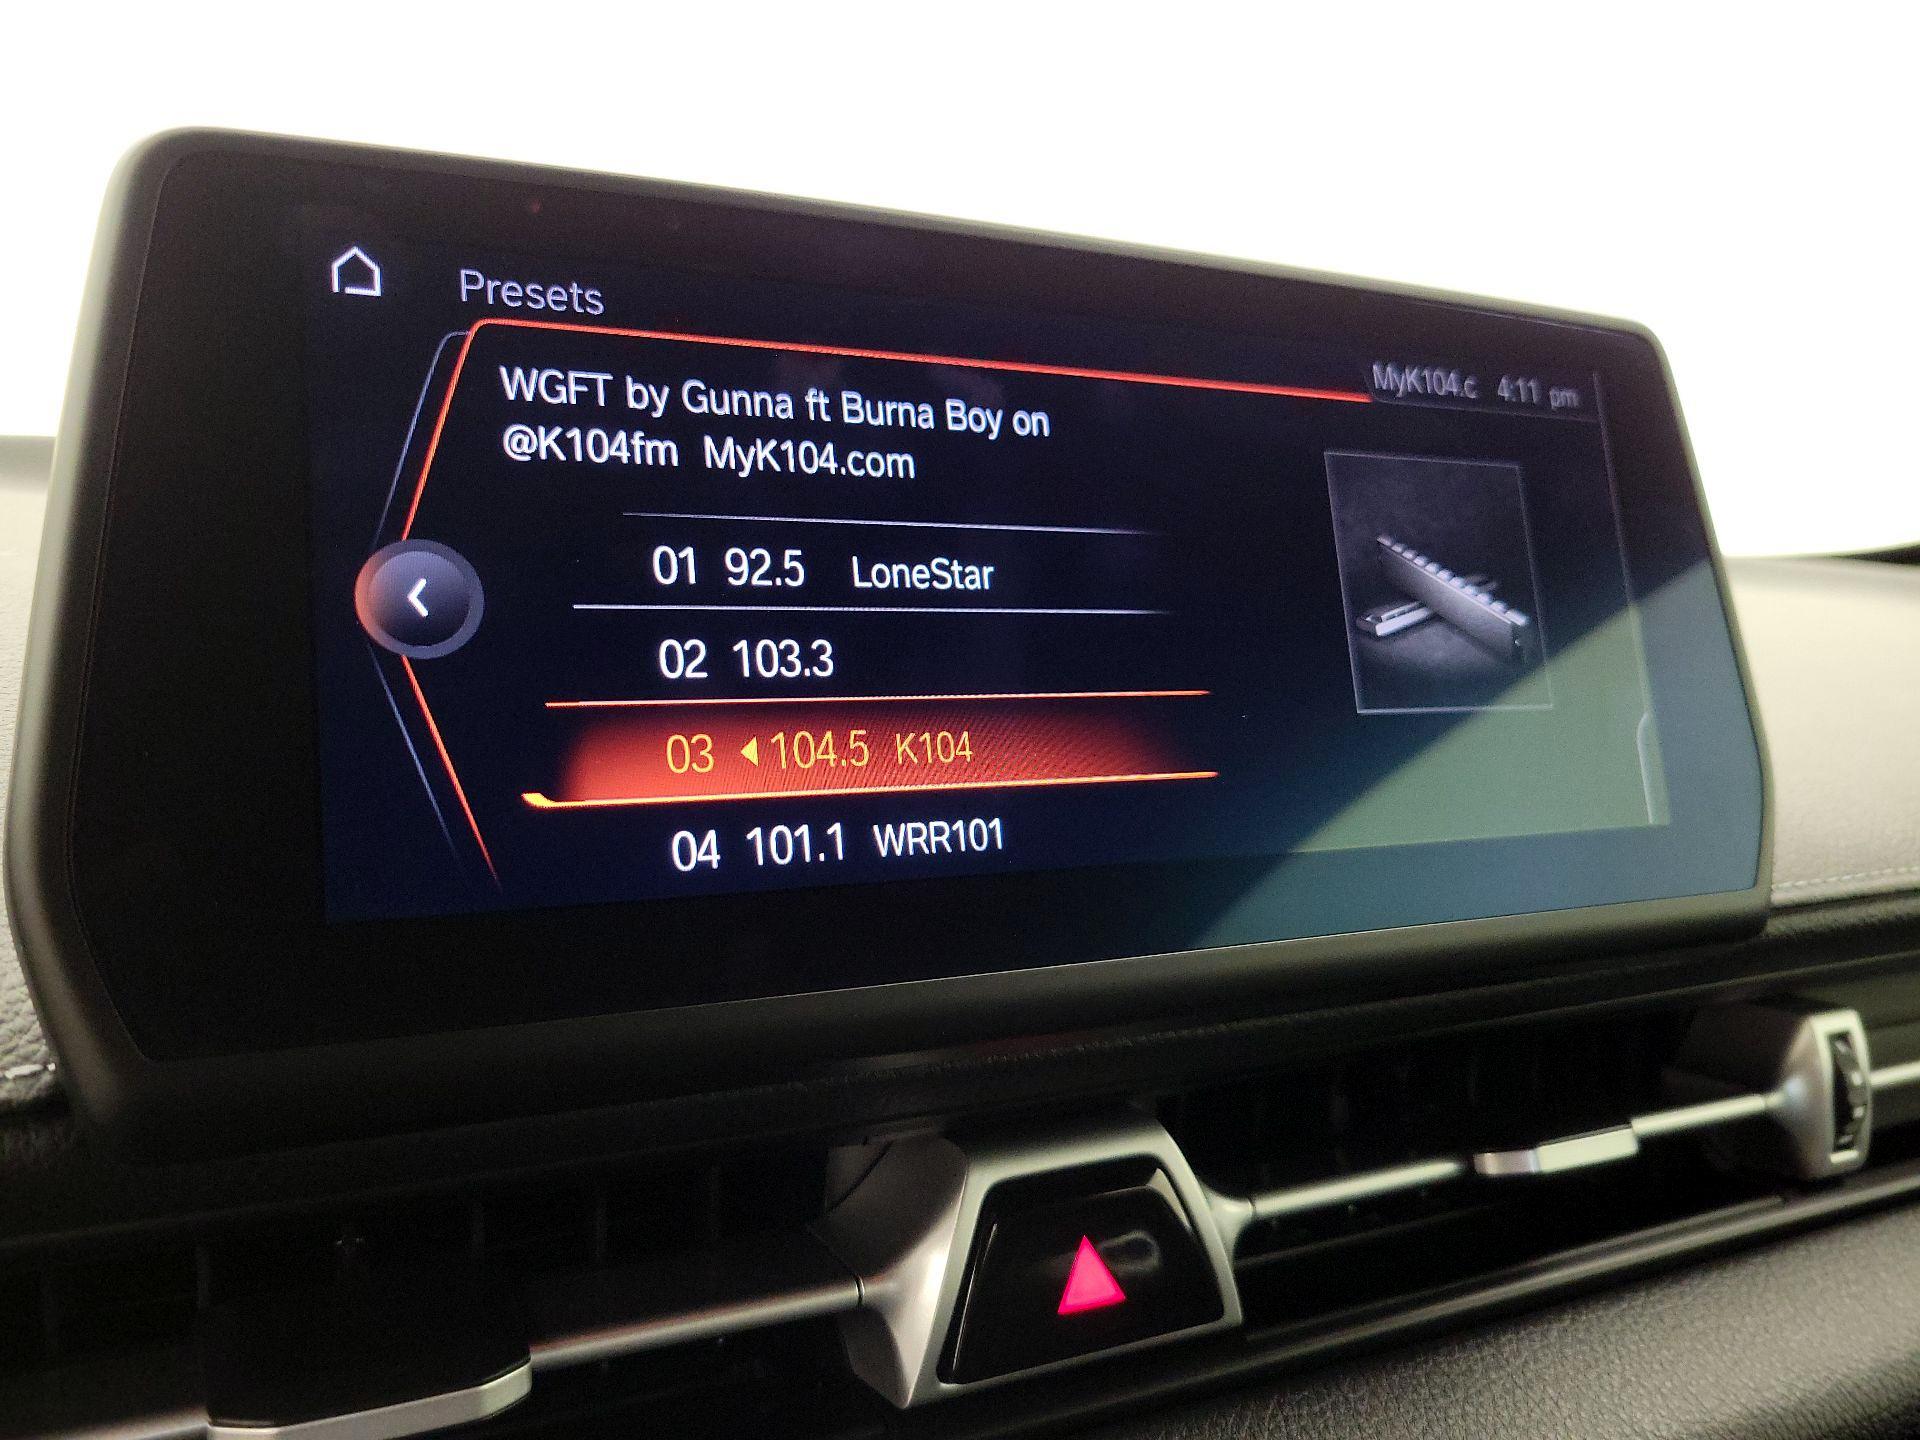 Presets
MyK104.c 4:11 pm
WGFT by Gunna ft Burna Boy on
@K104fm MyK104.com
01 92.5 LoneStar
02 103.3
03 104.5 K104
04 101.1 WRR101